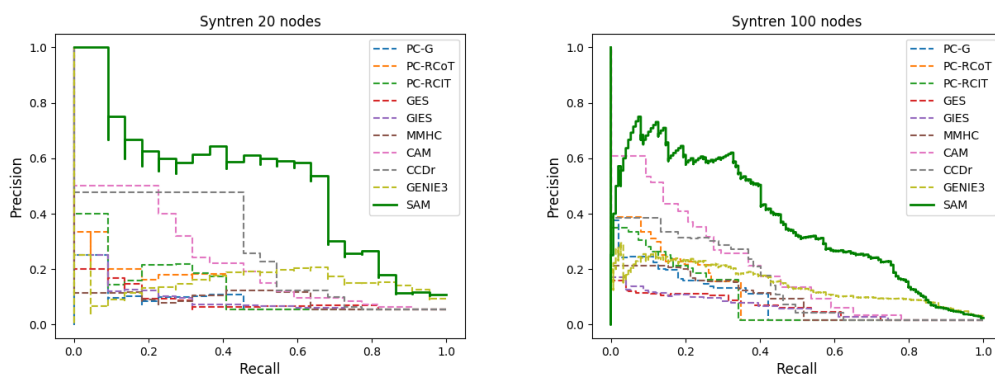 Syntren 20 nodes
1.0
0.8
0.6
0.4
0.2
0.0
Precision
0.0 0.2 0.4 0.6 0.8 1.0
Recall
PC-G
PC-RCoT
PC-RCIT
GES
GIES
MMHC
CAM
CCDr
GENIE3
SAM
Syntren 100 nodes
1.0
0.8
0.6
0.4
0.2
0.0
Precision
0.0 0.2 0.4 0.6 0.8 1.0
Recall
PC-G
PC-RCoT
PC-RCIT
GES
GIES
MMHC
CAM
CCDr
GENIE3
SAM